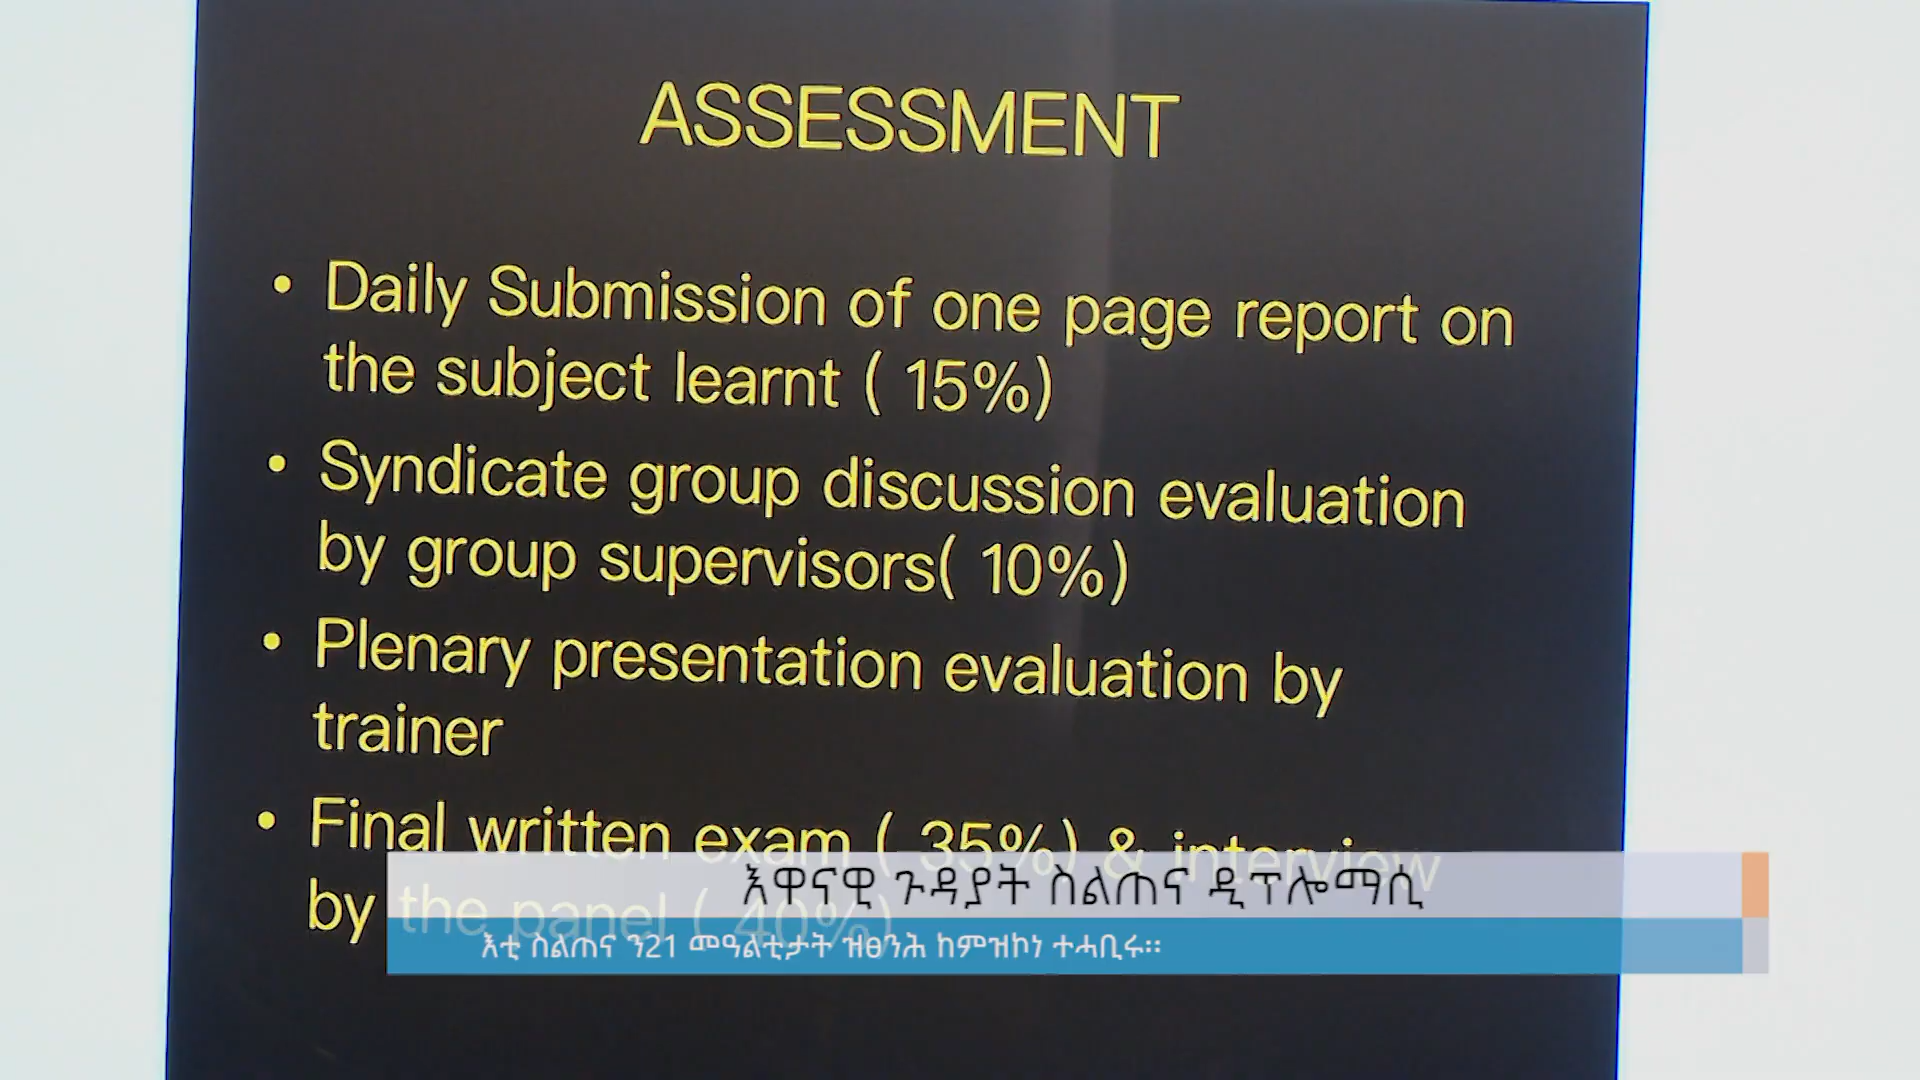 ASSESSMENT
• Daily Submission of one page report on
the subject learnt ( 15%)
• Syndicate group discussion evaluation
by group supervisors( 10%)
• Plenary presentation evaluation by
trainer
• Final written exam ( 35%) & interview
by the panel ( 40%)
እዋናዊ ጉዳያት ስልጠና ዲፕሎማሲ
እቲ ስልጠና ን21 መዓልቲታት ዝፀንሕ ከምዝኮነ ተሓቢሩ።